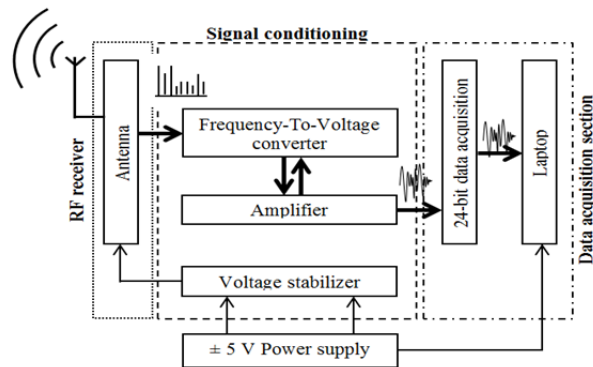 Signal conditioning
RF receiver
Antenna
Frequency-To-Voltage
converter
Amplifier
Voltage stabilizer
± 5 V Power supply
24-bit data acquisition
Laptop
Data acquisition section